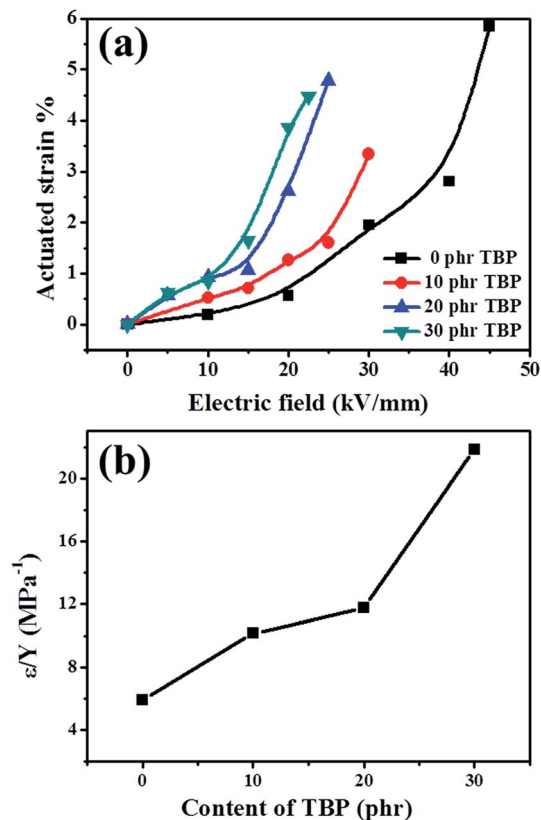 (a)
Actuated strain %
6
5
4
3
2
1
0
0 phr TBP
10 phr TBP
20 phr TBP
30 phr TBP
0 10 20 30 40 50
Electric field (kV/mm)
(b)
ε/Y (MPa⁻¹)
20
16
12
8
4
0 10 20 30
Content of TBP (phr)